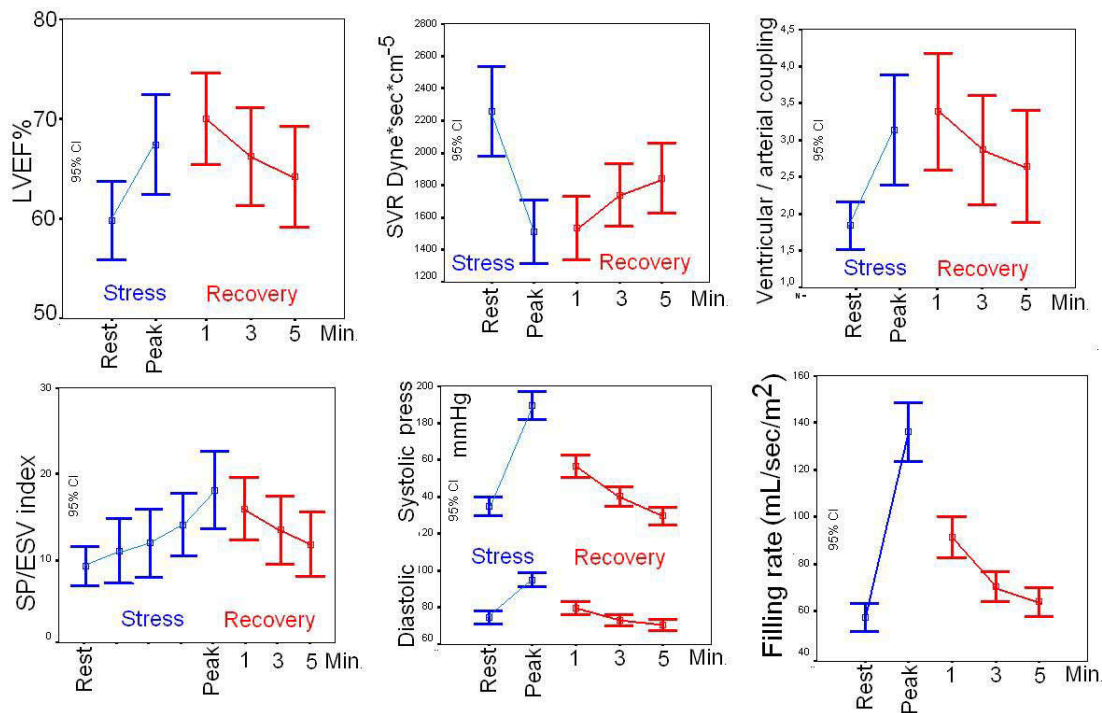 LVEF%
95% CI
80
70
60
50
Stress
Recovery
Rest
Peak
1 3 5 Min.
SVR Dyne*sec*cm-5
95% CI
2800
2600
2400
2200
2000
1800
1600
1400
1200
Stress
Recovery
Rest
Peak
1 3 5 Min.
Ventricular / arterial coupling
95% CI
4,5
4,0
3,5
3,0
2,5
2,0
1,5
1,0
N-
Stress
Recovery
Rest
Peak
1 3 5 Min.
SP/ESV index
95% CI
30
20
10
0
Stress
Recovery
Rest
Peak
1 3 5 Min.
Systolic press
mmHg
95% CI
200
80
60
40
20
Stress
Recovery
Diastolic
100
80
60
Rest
Peak
1 3 5 Min.
Filling rate (mL/sec/m²)
95% CI
160
140
120
100
80
60
40
Rest
Peak
1 3 5 Min.